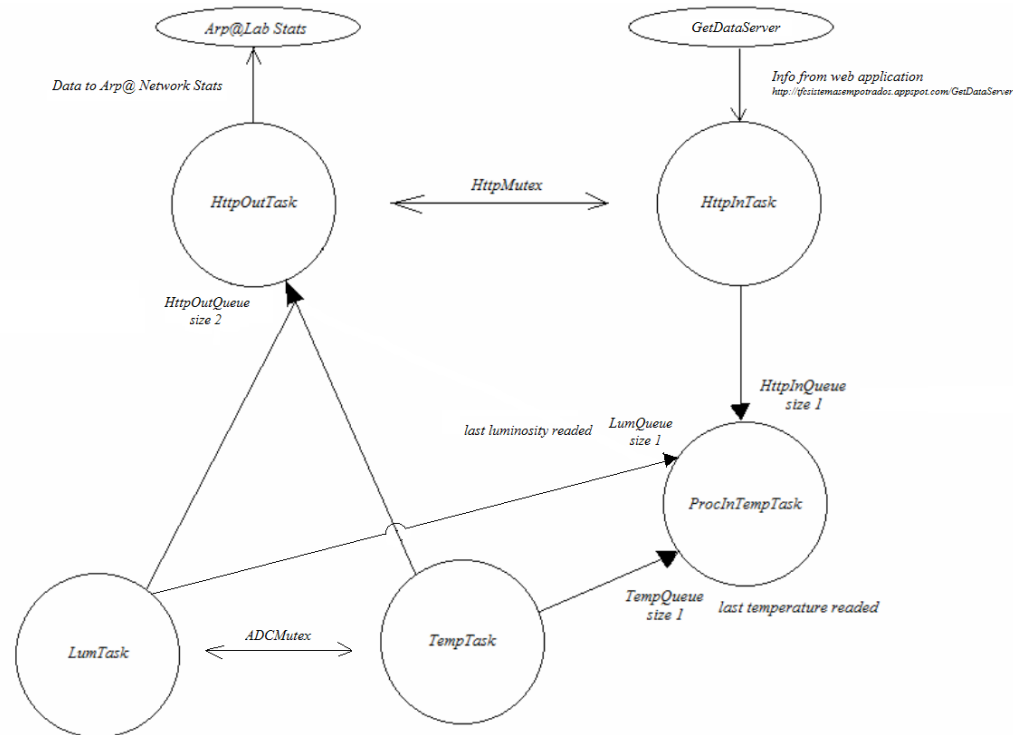 Arp@Lab Stats
GetDataServer
Data to Arp@ Network Stats
Info from web application
http://tfcsistemasempotrados.appspot.com/GetDataServer
HttpOutTask
HttpMutex
HttpInTask
HttpOutQueue
size 2
HttpInQueue
size 1
last luminosity readed
LumQueue
size 1
ProcInTempTask
TempQueue
size 1
last temperature readed
LumTask
ADCMutex
TempTask